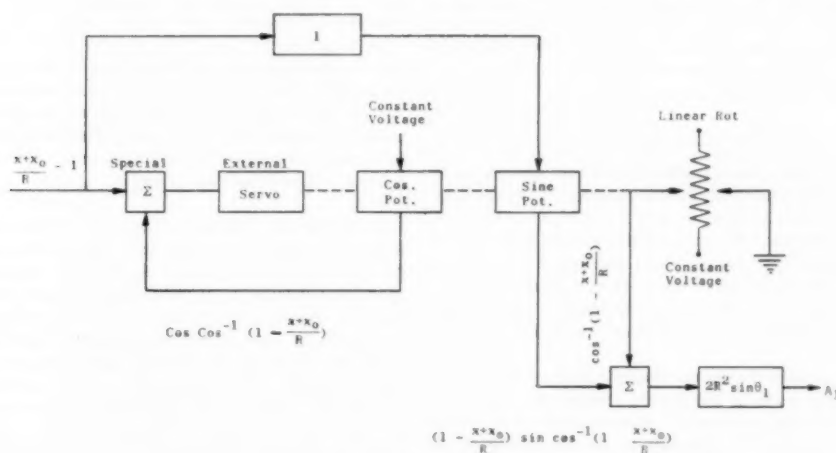 1
Constant
Voltage
Linear Rot
x+x₀/R - 1
Special
External
Σ
Servo
Cos.
Pot.
Sine
Pot.
cos⁻¹(1 - x+x₀/R)
Constant
Voltage
Cos Cos⁻¹ (1 - x+x₀/R)
Σ
2R² sinθ₁
(1 - x+x₀/R) sin cos⁻¹(1 x+x₀/R)